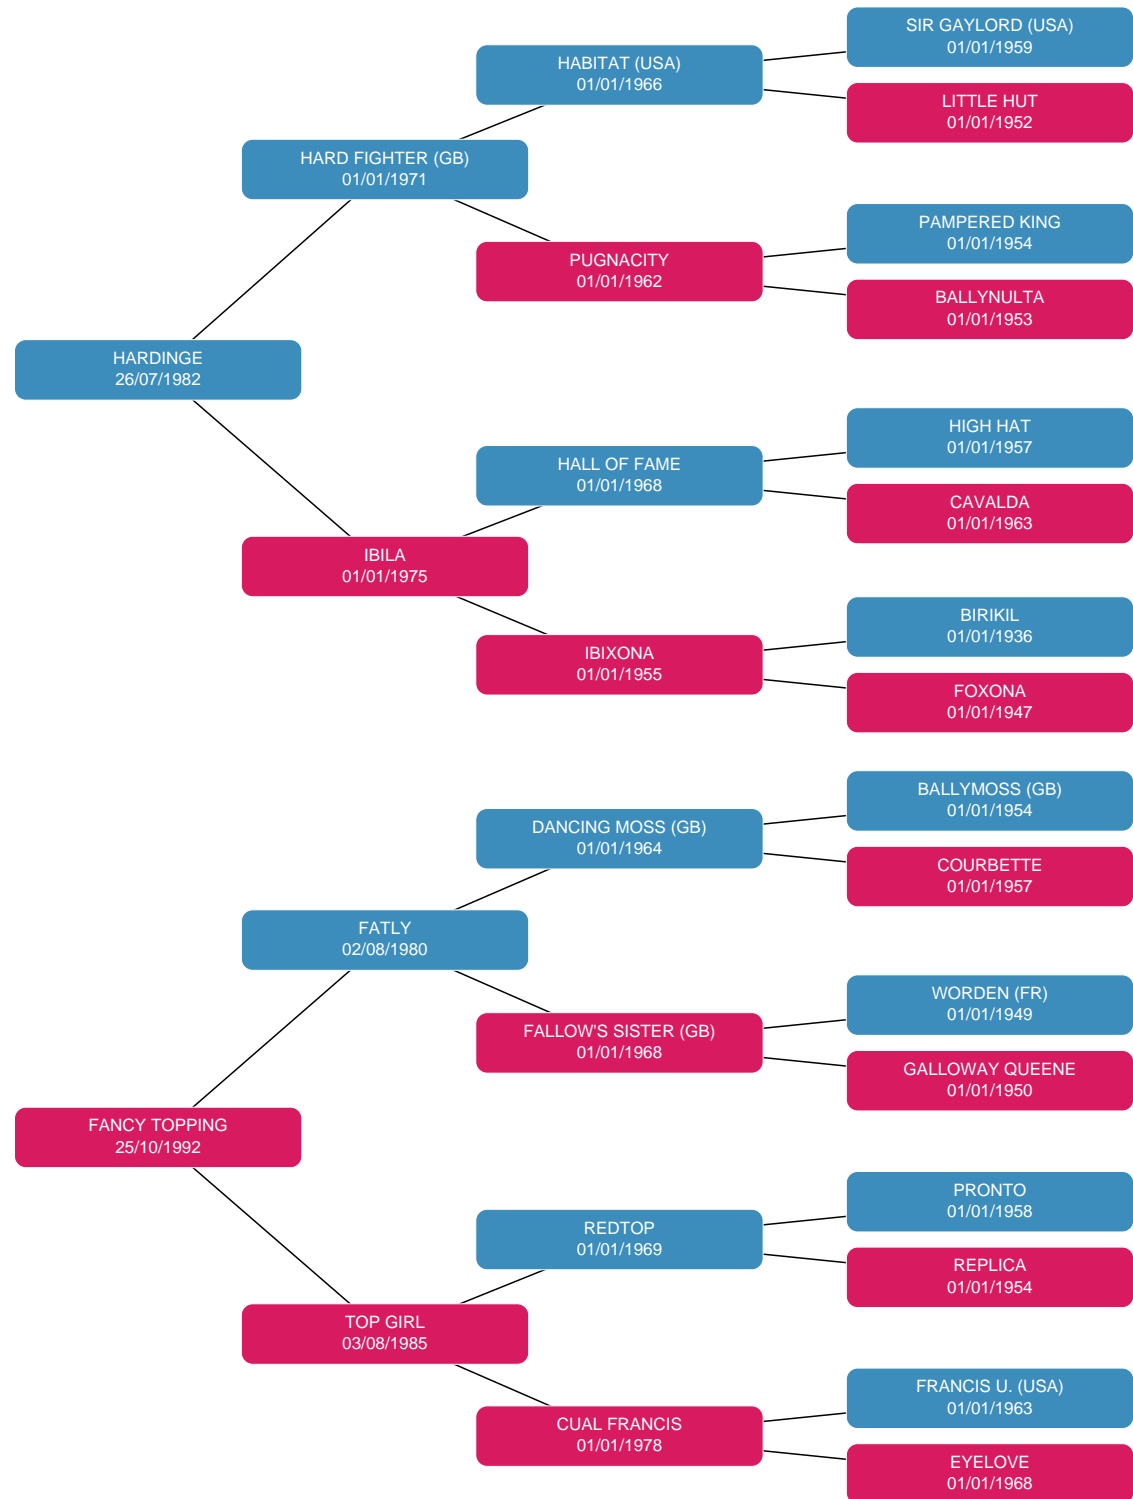 SIR GAYLORD (USA)
01/01/1959
HABITAT (USA)
01/01/1966
LITTLE HUT
01/01/1952
HARD FIGHTER (GB)
01/01/1971
PAMPERED KING
01/01/1954
PUGNACITY
01/01/1962
BALLYNULTA
01/01/1953
HARDINGE
26/07/1982
HIGH HAT
01/01/1957
HALL OF FAME
01/01/1968
CAVALDA
01/01/1963
IBILA
01/01/1975
BIRIKIL
01/01/1936
IBIXONA
01/01/1955
FOXONA
01/01/1947
BALLYMOSS (GB)
01/01/1954
DANCING MOSS (GB)
01/01/1964
COURBETTE
01/01/1957
FATLY
02/08/1980
WORDEN (FR)
01/01/1949
FALLOW'S SISTER (GB)
01/01/1968
GALLOWAY QUEENE
01/01/1950
FANCY TOPPING
25/10/1992
PRONTO
01/01/1958
REDTOP
01/01/1969
REPLICA
01/01/1954
TOP GIRL
03/08/1985
FRANCIS U. (USA)
01/01/1963
CUAL FRANCIS
01/01/1978
EYELOVE
01/01/1968